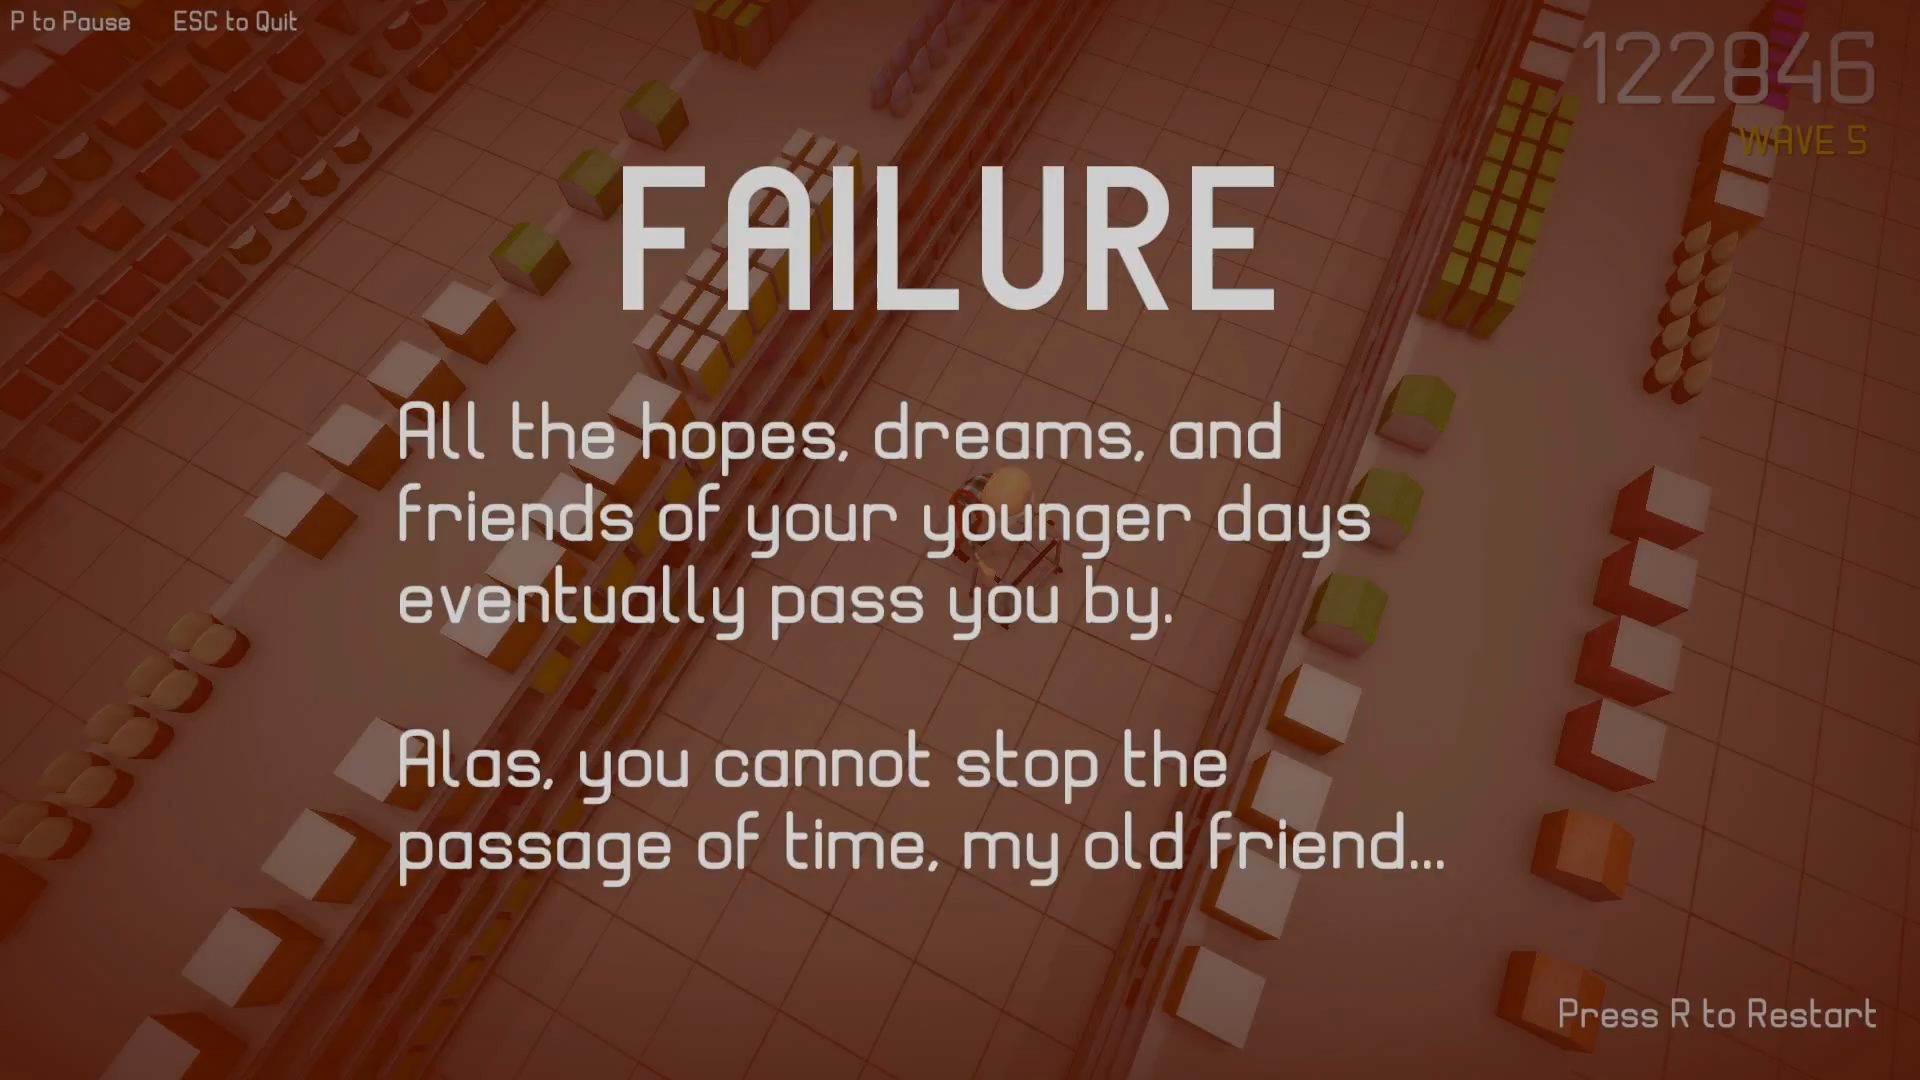 P to Pause ESC to Quit
122846
WAVE 5
FAILURE
All the hopes, dreams, and
friends of your younger days
eventually pass you by.
Alas, you cannot stop the
passage of time, my old friend...
Press R to Restart